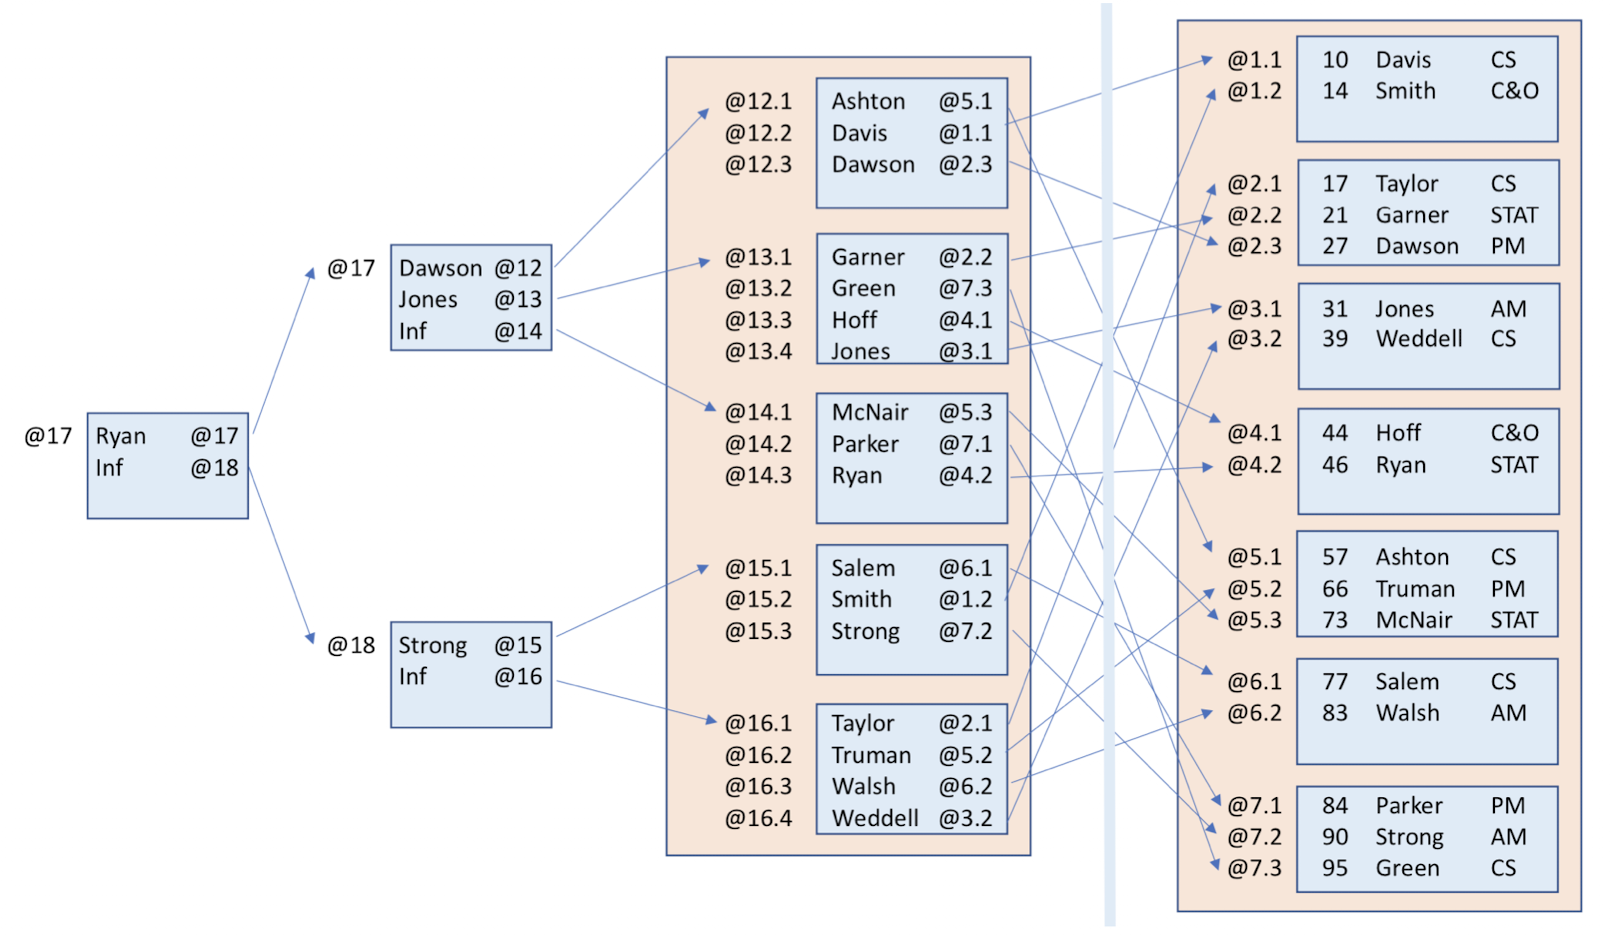 @17 Ryan @17
Inf @18
@17 Dawson @12
Jones @13
Inf @14
@18 Strong @15
Inf @16
@12.1 Ashton @5.1
@12.2 Davis @1.1
@12.3 Dawson @2.3
@13.1 Garner @2.2
@13.2 Green @7.3
@13.3 Hoff @4.1
@13.4 Jones @3.1
@14.1 McNair @5.3
@14.2 Parker @7.1
@14.3 Ryan @4.2
@15.1 Salem @6.1
@15.2 Smith @1.2
@15.3 Strong @7.2
@16.1 Taylor @2.1
@16.2 Truman @5.2
@16.3 Walsh @6.2
@16.4 Weddell @3.2
@1.1 10 Davis CS
@1.2 14 Smith C&O
@2.1 17 Taylor CS
@2.2 21 Garner STAT
@2.3 27 Dawson PM
@3.1 31 Jones AM
@3.2 39 Weddell CS
@4.1 44 Hoff C&O
@4.2 46 Ryan STAT
@5.1 57 Ashton CS
@5.2 66 Truman PM
@5.3 73 McNair STAT
@6.1 77 Salem CS
@6.2 83 Walsh AM
@7.1 84 Parker PM
@7.2 90 Strong AM
@7.3 95 Green CS